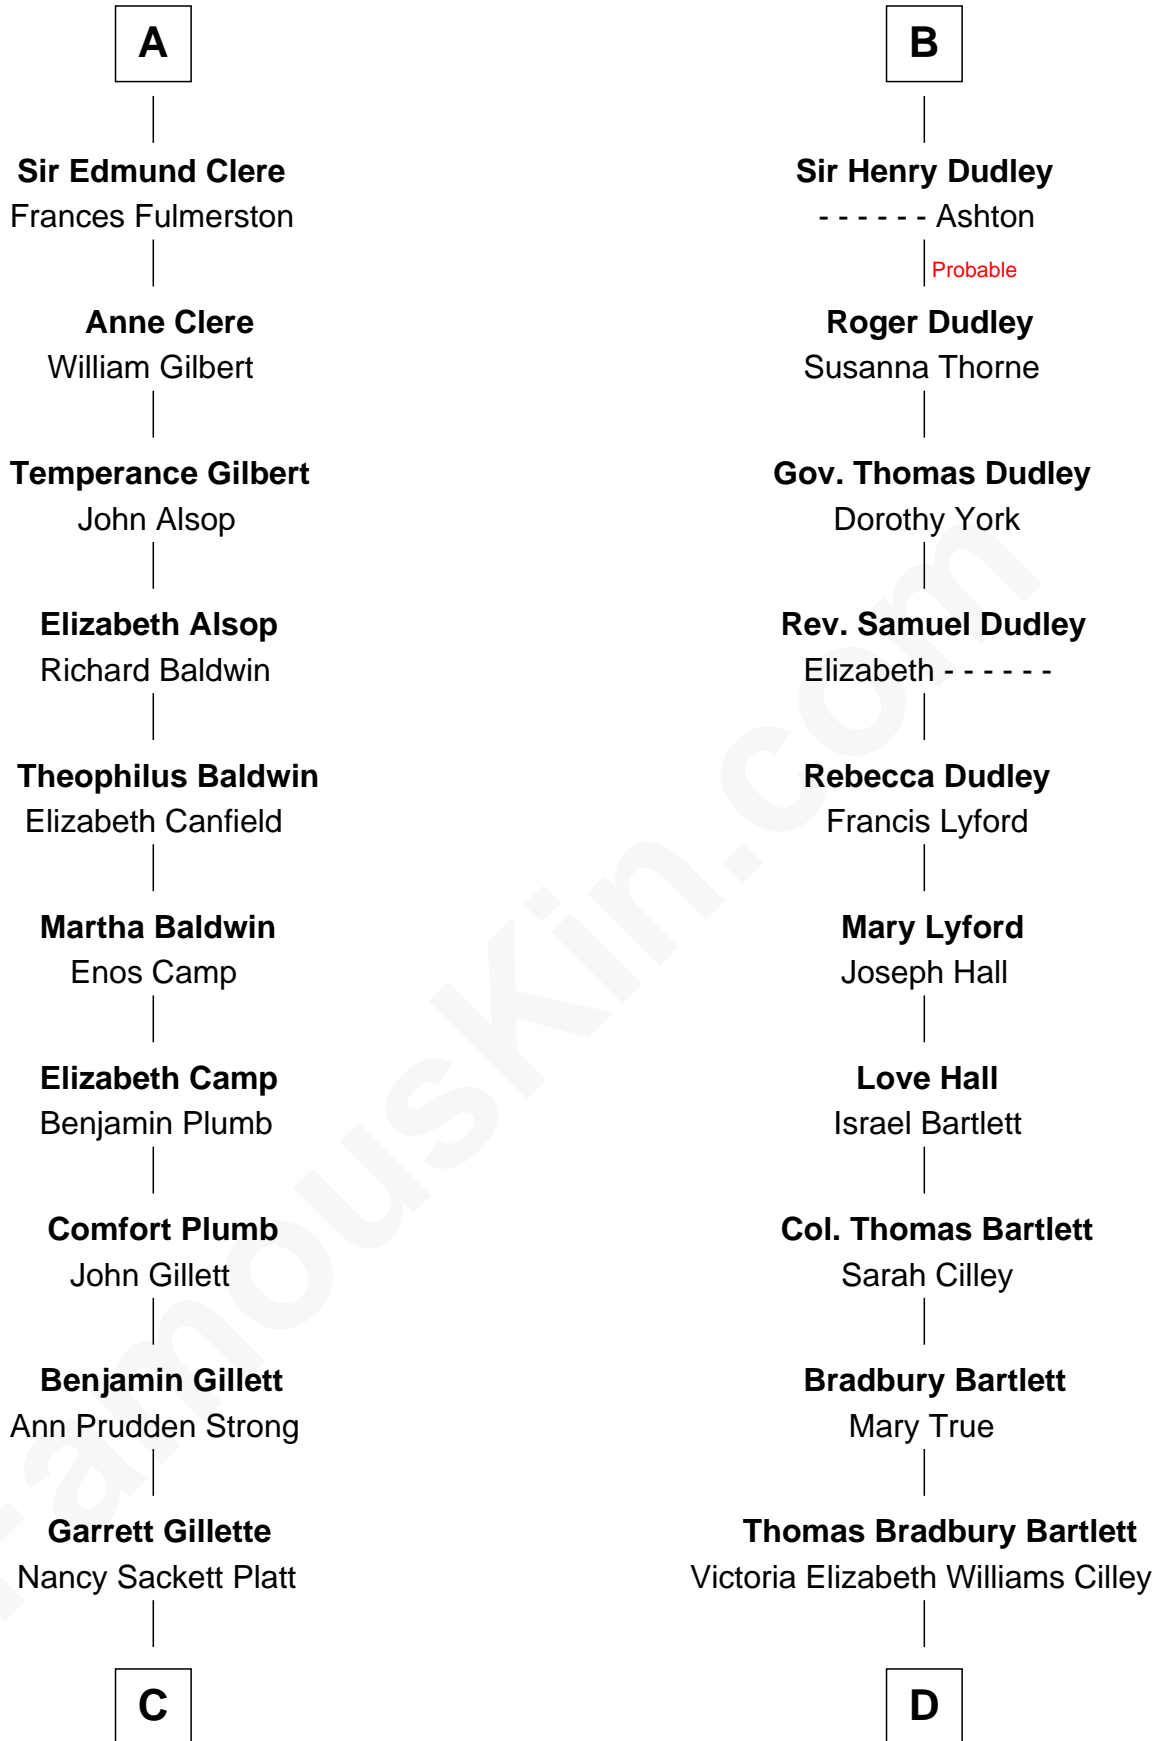 A
Sir Edmund Clere
Frances Fulmerston
Anne Clere
William Gilbert
Temperance Gilbert
John Alsop
Elizabeth Alsop
Richard Baldwin
Theophilus Baldwin
Elizabeth Canfield
Martha Baldwin
Enos Camp
Elizabeth Camp
Benjamin Plumb
Comfort Plumb
John Gillett
Benjamin Gillett
Ann Prudden Strong
Garrett Gillette
Nancy Sackett Platt
C
B
Sir Henry Dudley
- - - - - - Ashton
Probable
Roger Dudley
Susanna Thorne
Gov. Thomas Dudley
Dorothy York
Rev. Samuel Dudley
Elizabeth - - - - - -
Rebecca Dudley
Francis Lyford
Mary Lyford
Joseph Hall
Love Hall
Israel Bartlett
Col. Thomas Bartlett
Sarah Cilley
Bradbury Bartlett
Mary True
Thomas Bradbury Bartlett
Victoria Elizabeth Williams Cilley
D
FamousKin.com